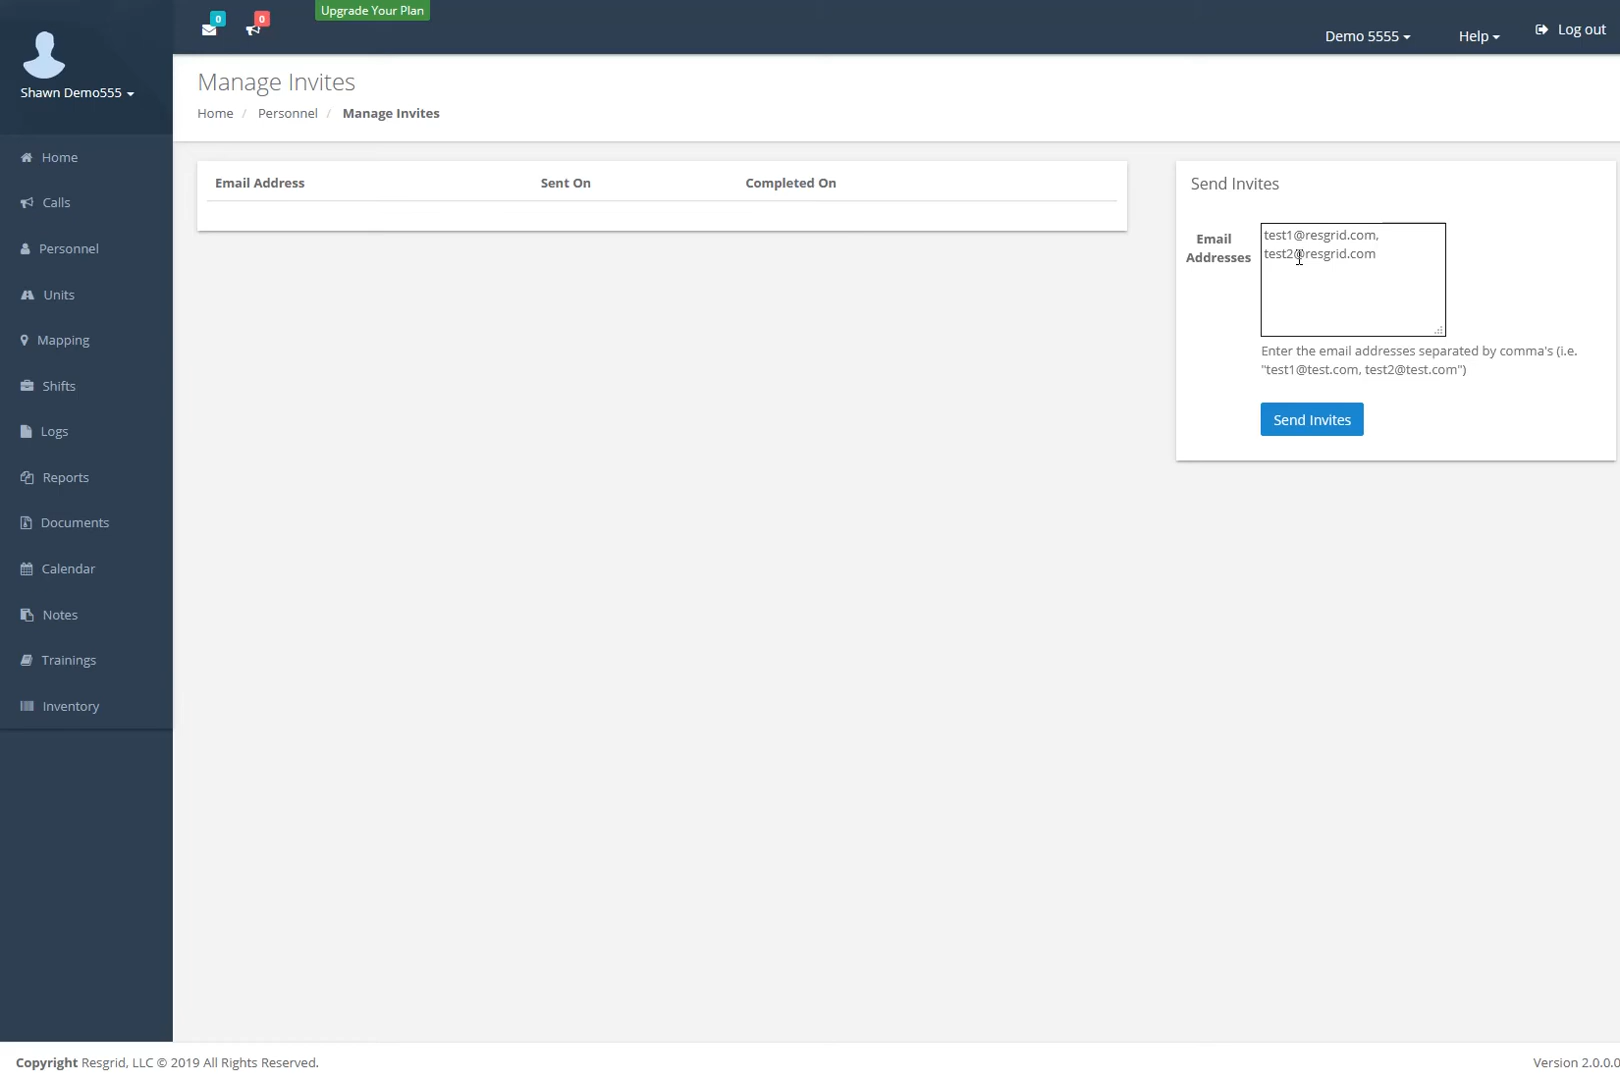 0
0
Upgrade Your Plan
Demo 5555
Help
Log out
Shawn Demo555
Home
Calls
Personnel
Units
Mapping
Shifts
Logs
Reports
Documents
Calendar
Notes
Trainings
Inventory
Manage Invites
Home / Personnel / Manage Invites
Email Address Sent On Completed On
Send Invites
Email
Addresses
test1@resgrid.com,
test2@resgrid.com
Enter the email addresses separated by comma's (i.e.
"test1@test.com, test2@test.com")
Send Invites
Copyright Resgrid, LLC © 2019 All Rights Reserved.
Version 2.0.0.0